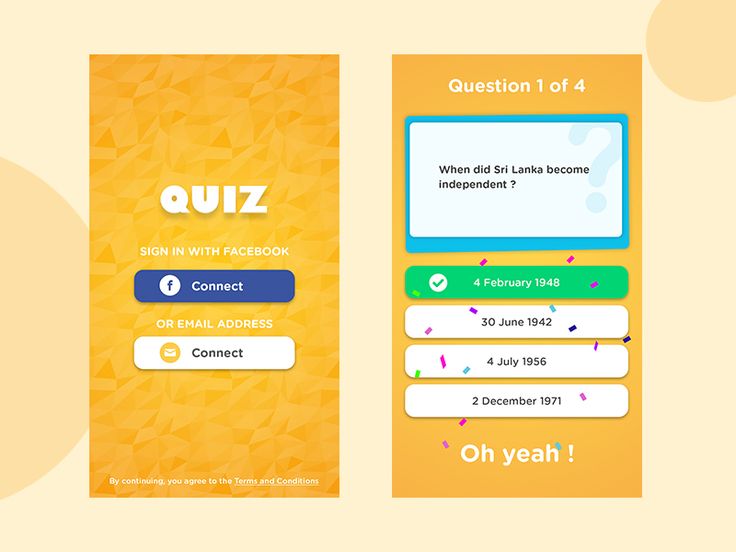 QUIZ
SIGN IN WITH FACEBOOK
f Connect
OR EMAIL ADDRESS
Connect
By continuing, you agree to the Terms and Conditions
Question 1 of 4
?
When did Sri Lanka become
independent ?
4 February 1948
30 June 1942
4 July 1956
2 December 1971
Oh yeah !